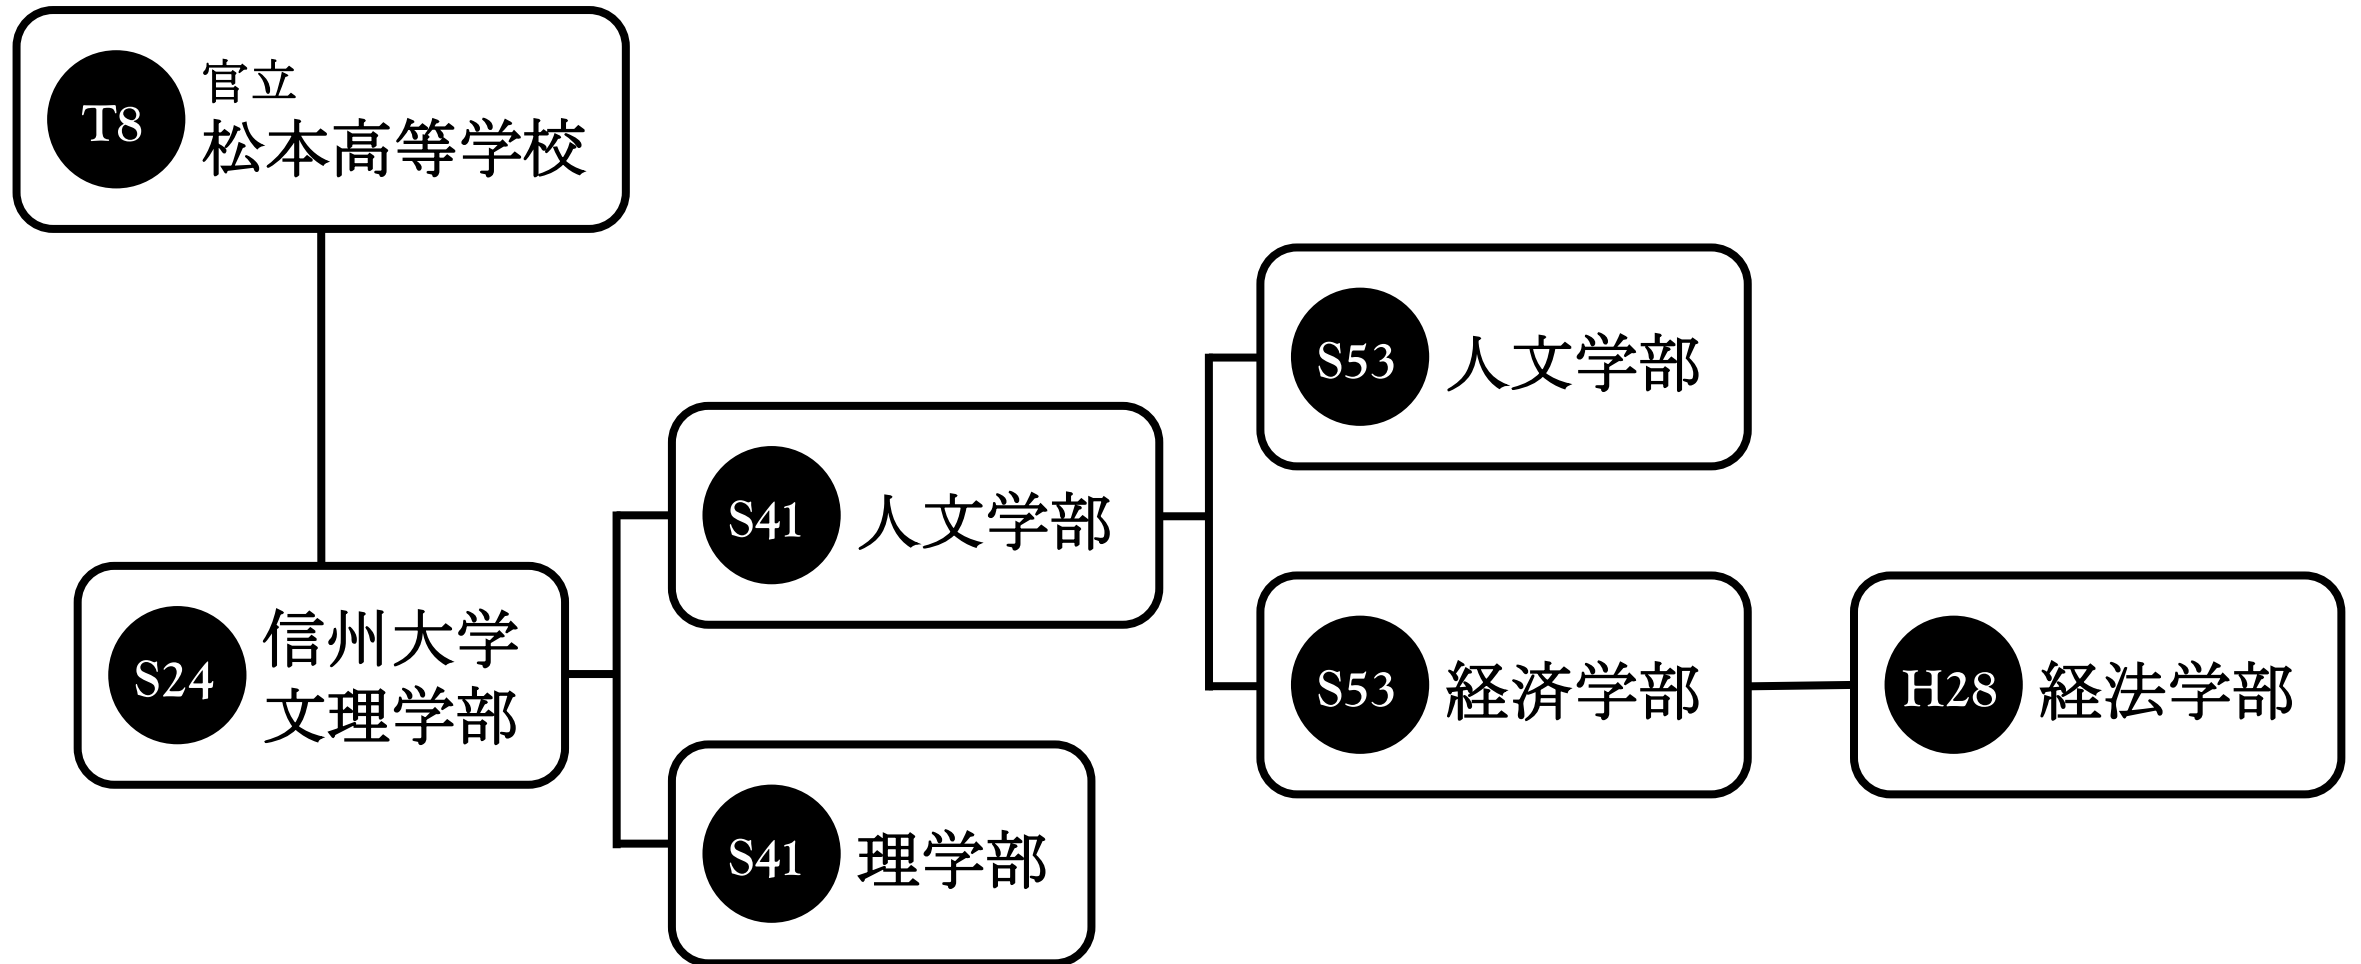 T8
官立
松本高等学校
S24
信州大学
文理学部
S41
人文学部
S41
理学部
S53
人文学部
S53
経済学部
H28
経法学部